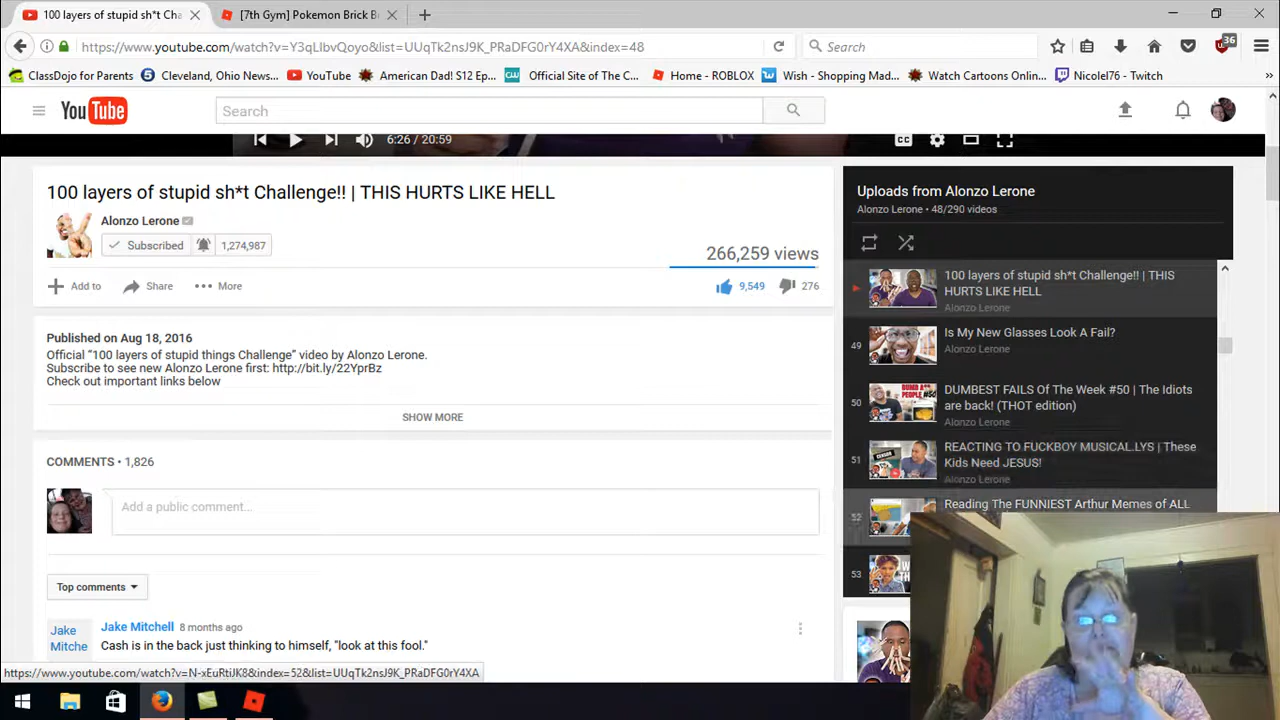 100 layers of stupid sh*t Cha
[7th Gym] Pokemon Brick B
https://www.youtube.com/watch?v=Y3qLIbvQoyo&list=UUqTk2nsJ9K_PRaDFG0rY4XA&index=48
Search
36
ClassDojo for Parents
Cleveland, Ohio News...
YouTube
American Dad! S12 Ep...
Official Site of The C...
Home - ROBLOX
Wish - Shopping Mad...
Watch Cartoons Onlin...
Nicolel76 - Twitch
YouTube
Search
6:26 / 20:59
CC
100 layers of stupid sh*t Challenge!! | THIS HURTS LIKE HELL
Alonzo Lerone
Subscribed
1,274,987
266,259 views
Add to
Share
More
9,549
276
Published on Aug 18, 2016
Official "100 layers of stupid things Challenge" video by Alonzo Lerone.
Subscribe to see new Alonzo Lerone first: http://bit.ly/22YprBz
Check out important links below
SHOW MORE
COMMENTS • 1,826
Add a public comment...
Top comments
Jake
Mitche
Jake Mitchell 8 months ago
Cash is in the back just thinking to himself, "look at this fool."
https://www.youtube.com/watch?v=N-xEuRtiJK8&index=52&list=UUqTk2nsJ9K_PRaDFG0rY4XA
Uploads from Alonzo Lerone
Alonzo Lerone • 48/290 videos
100 layers of stupid sh*t Challenge!! | THIS
HURTS LIKE HELL
Alonzo Lerone
49
Is My New Glasses Look A Fail?
Alonzo Lerone
50
DUMBEST FAILS Of The Week #50 | The Idiots
are back! (THOT edition)
Alonzo Lerone
51
REACTING TO FUCKBOY MUSICAL.LYS | These
Kids Need JESUS!
Alonzo Lerone
52
Reading The FUNNIEST Arthur Memes of ALL
53